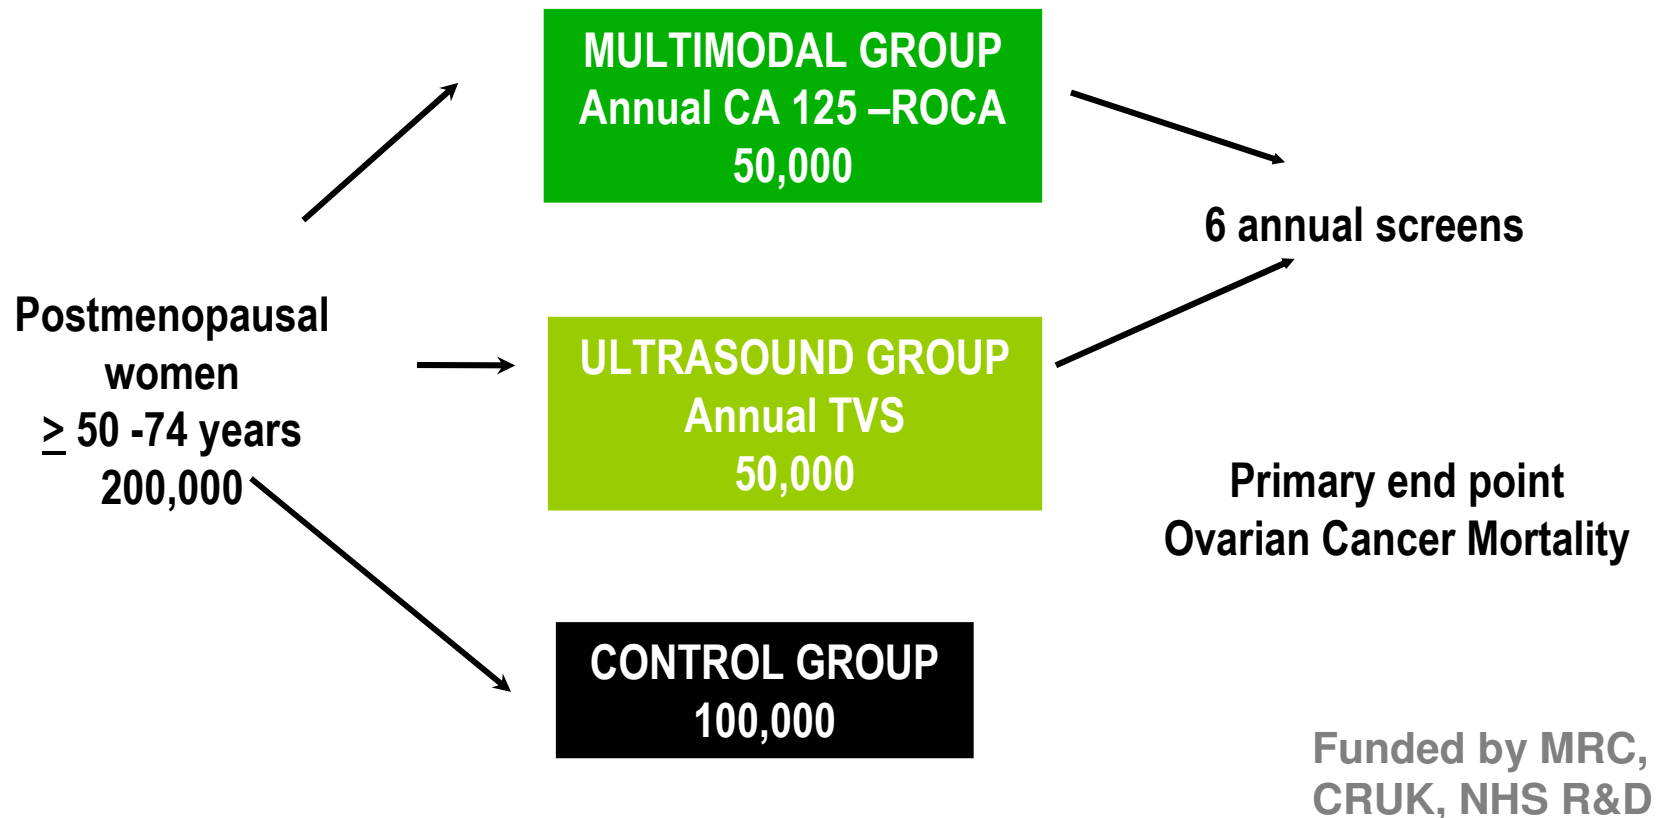 MULTIMODAL GROUP
Annual CA 125 –ROCA
50,000
6 annual screens
Postmenopausal
women
≥ 50 -74 years
200,000
ULTRASOUND GROUP
Annual TVS
50,000
Primary end point
Ovarian Cancer Mortality
CONTROL GROUP
100,000
Funded by MRC,
CRUK, NHS R&D